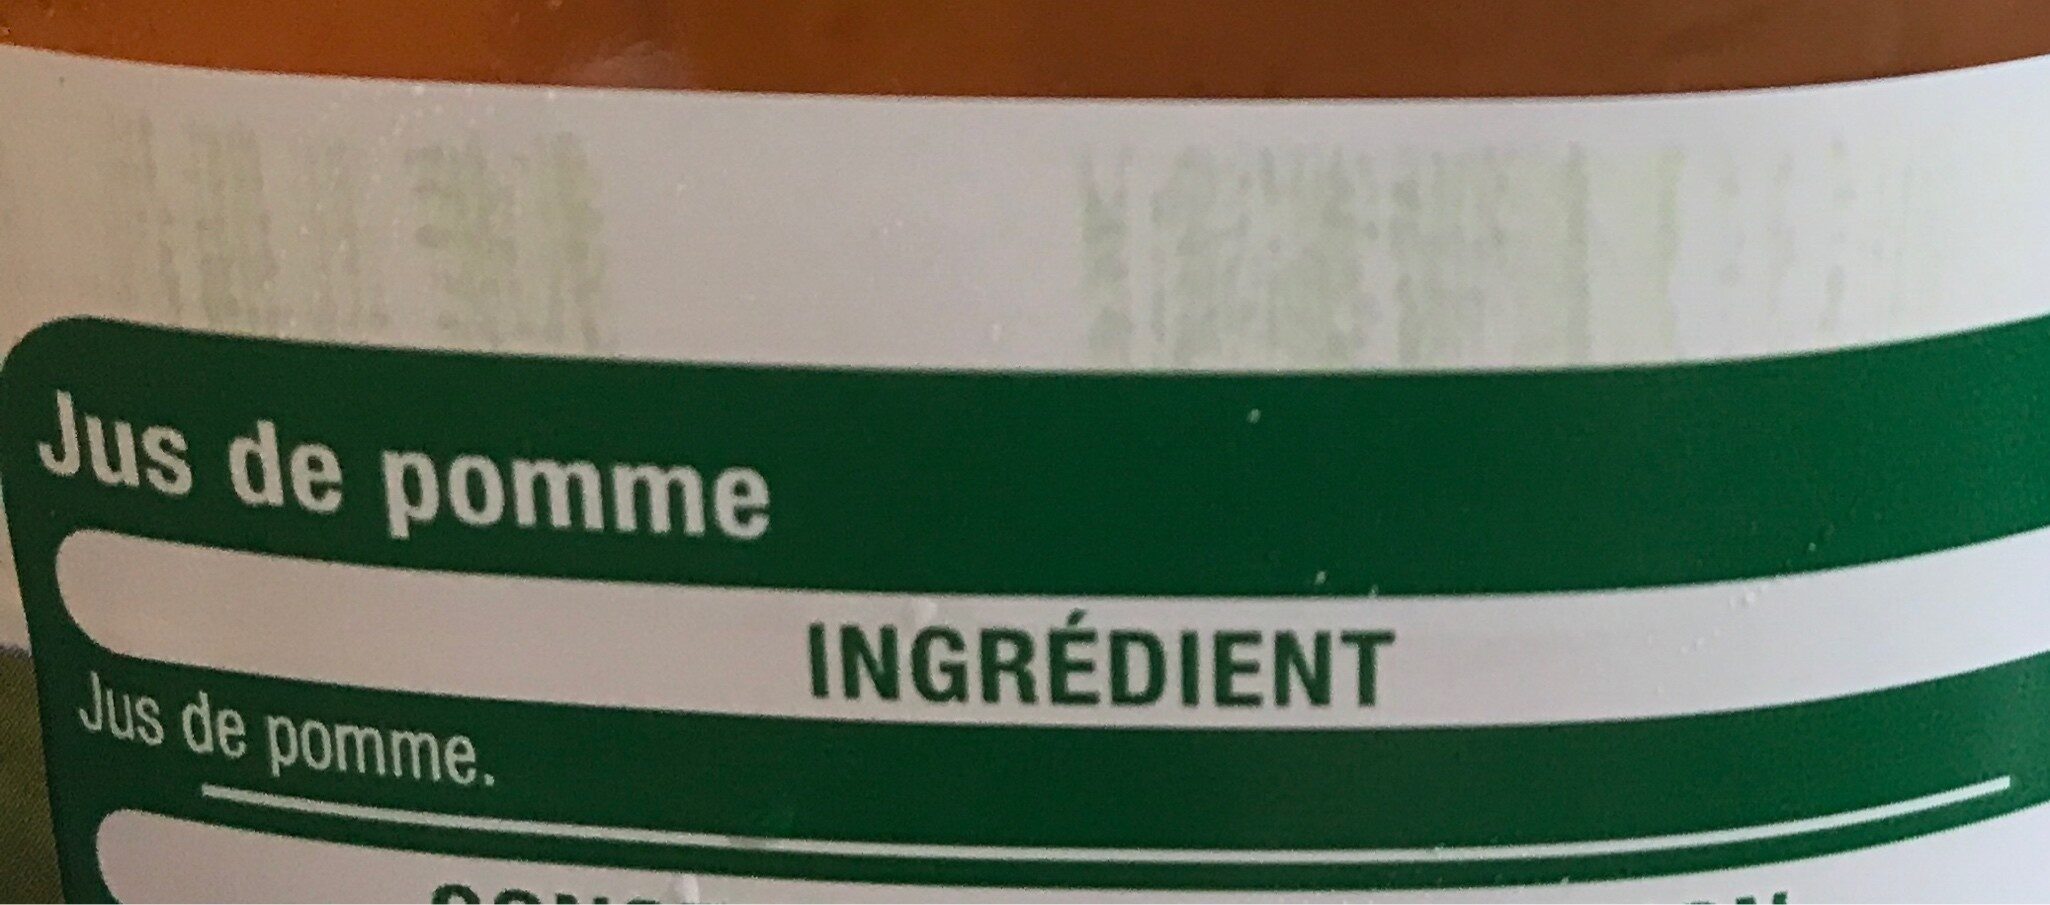 Jus de pomme
INGRÉDIENT
Jus de pomme.